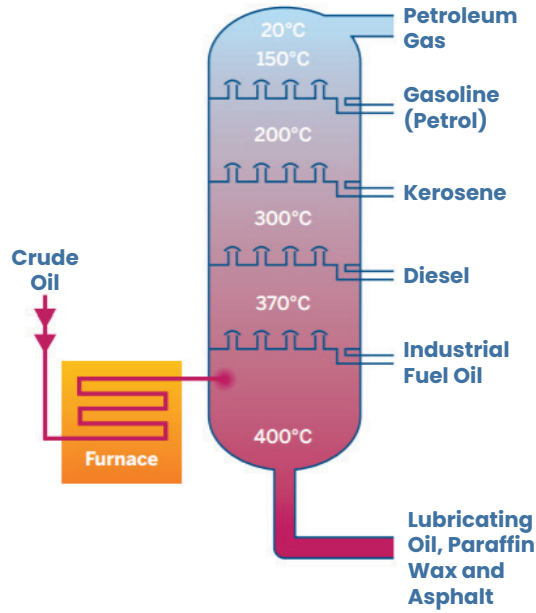 20°C
150°C
Petroleum
Gas
Gasoline
(Petrol)
200°C
Kerosene
300°C
Crude
Oil
Diesel
370°C
Industrial
Fuel Oil
400°C
Furnace
Lubricating
Oil, Paraffin
Wax and
Asphalt